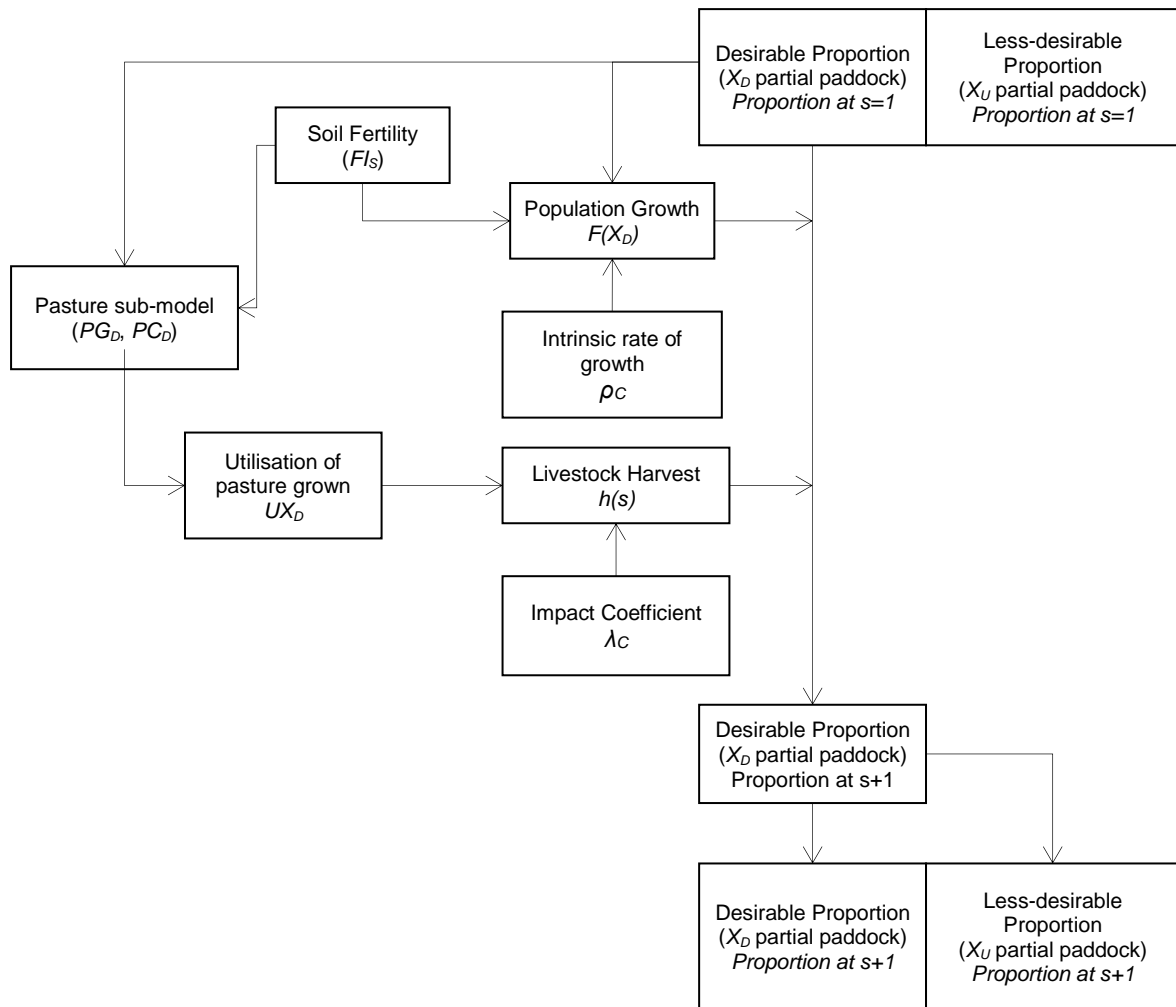 Desirable Proportion
(X_D partial paddock)
Proportion at s=1
Less-desirable
Proportion
(X_U partial paddock)
Proportion at s=1
Soil Fertility
(FI_S)
Population Growth
F(X_D)
Pasture sub-model
(PG_D, PC_D)
Intrinsic rate of
growth
ρ_C
Utilisation of
pasture grown
UX_D
Livestock Harvest
h(s)
Impact Coefficient
λ_C
Desirable Proportion
(X_D partial paddock)
Proportion at s+1
Desirable Proportion
(X_D partial paddock)
Proportion at s+1
Less-desirable
Proportion
(X_U partial paddock)
Proportion at s+1